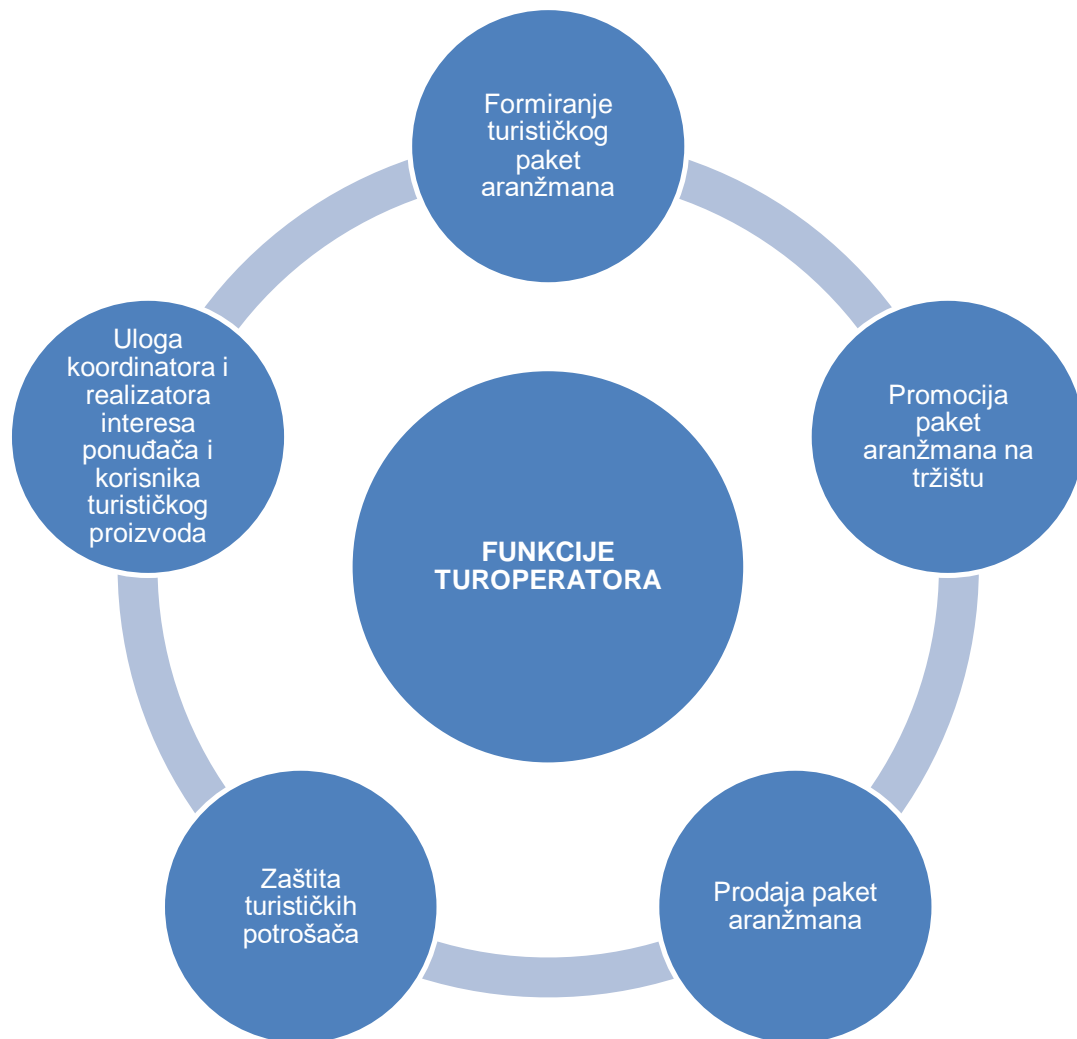 Formiranje
turističkog
paket
aranžmana
Promocija
paket
aranžmana na
tržištu
Prodaja paket
aranžmana
Zaštita
turističkih
potrošača
Uloga
koordinatora i
realizatora
interesa
ponuđača i
korisnika
turističkog
proizvoda
FUNKCIJE
TUROPERATORA